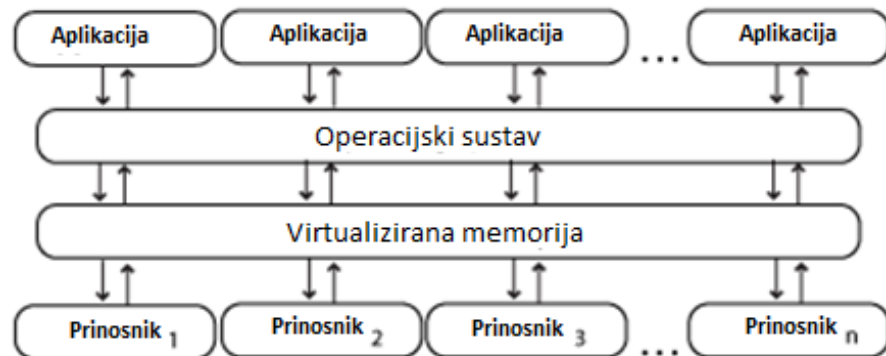 Aplikacija Aplikacija Aplikacija ... Aplikacija
Operacijski sustav
Virtualizirana memorija
Prinosnik 1 Prinosnik 2 Prinosnik 3 ... Prinosnik n